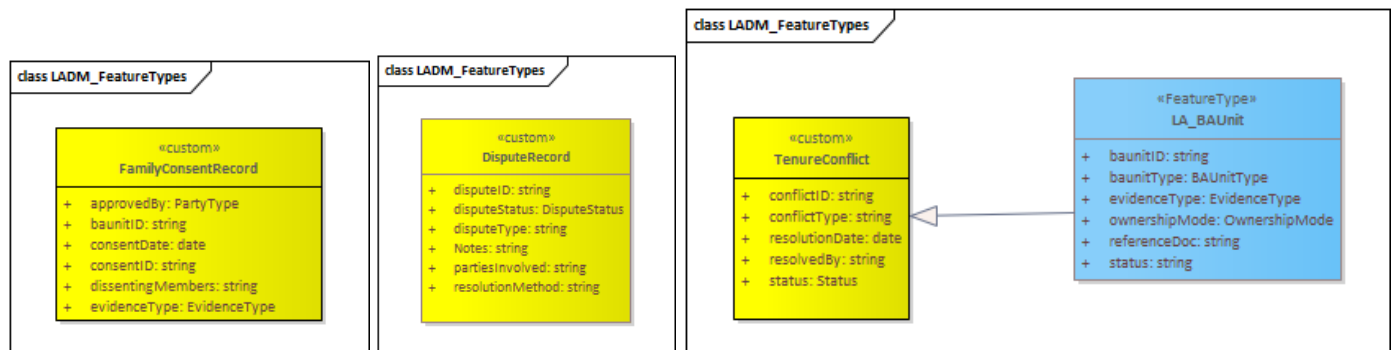 class LADM_FeatureTypes
«custom»
FamilyConsentRecord
+ approvedBy: PartyType
+ baunitID: string
+ consentDate: date
+ consentID: string
+ dissentingMembers: string
+ evidenceType: EvidenceType
class LADM_FeatureTypes
«custom»
DisputeRecord
+ disputeID: string
+ disputeStatus: DisputeStatus
+ disputeType: string
+ Notes: string
+ partiesInvolved: string
+ resolutionMethod: string
class LADM_FeatureTypes
«custom»
TenureConflict
+ conflictID: string
+ conflictType: string
+ resolutionDate: date
+ resolvedBy: string
+ status: Status
«FeatureType»
LA_BAUnit
+ baunitID: string
+ baunitType: BAUnitType
+ evidenceType: EvidenceType
+ ownershipMode: OwnershipMode
+ referenceDoc: string
+ status: string